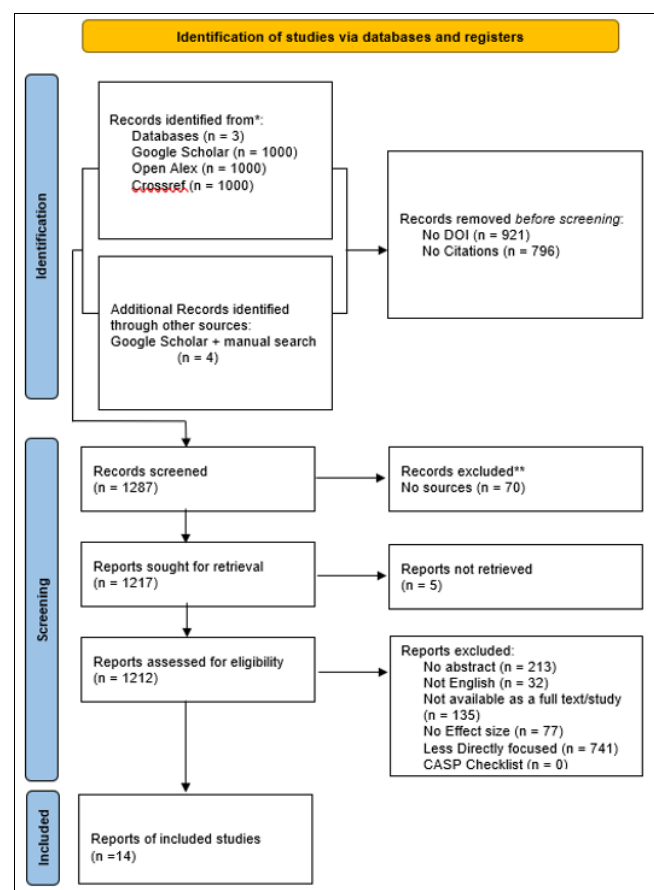 Identification of studies via databases and registers
Identification
Records identified from*:
Databases (n = 3)
Google Scholar (n = 1000)
Open Alex (n = 1000)
Crossref (n = 1000)
Records removed before screening:
No DOI (n = 921)
No Citations (n = 796)
Additional Records identified
through other sources:
Google Scholar + manual search
(n = 4)
Screening
Records screened
(n = 1287)
Records excluded**
No sources (n = 70)
Reports sought for retrieval
(n = 1217)
Reports not retrieved
(n = 5)
Reports assessed for eligibility
(n = 1212)
Reports excluded:
No abstract (n = 213)
Not English (n = 32)
Not available as a full text/study
(n = 135)
No Effect size (n = 77)
Less Directly focused (n = 741)
CASP Checklist (n = 0)
Included
Reports of included studies
(n =14)